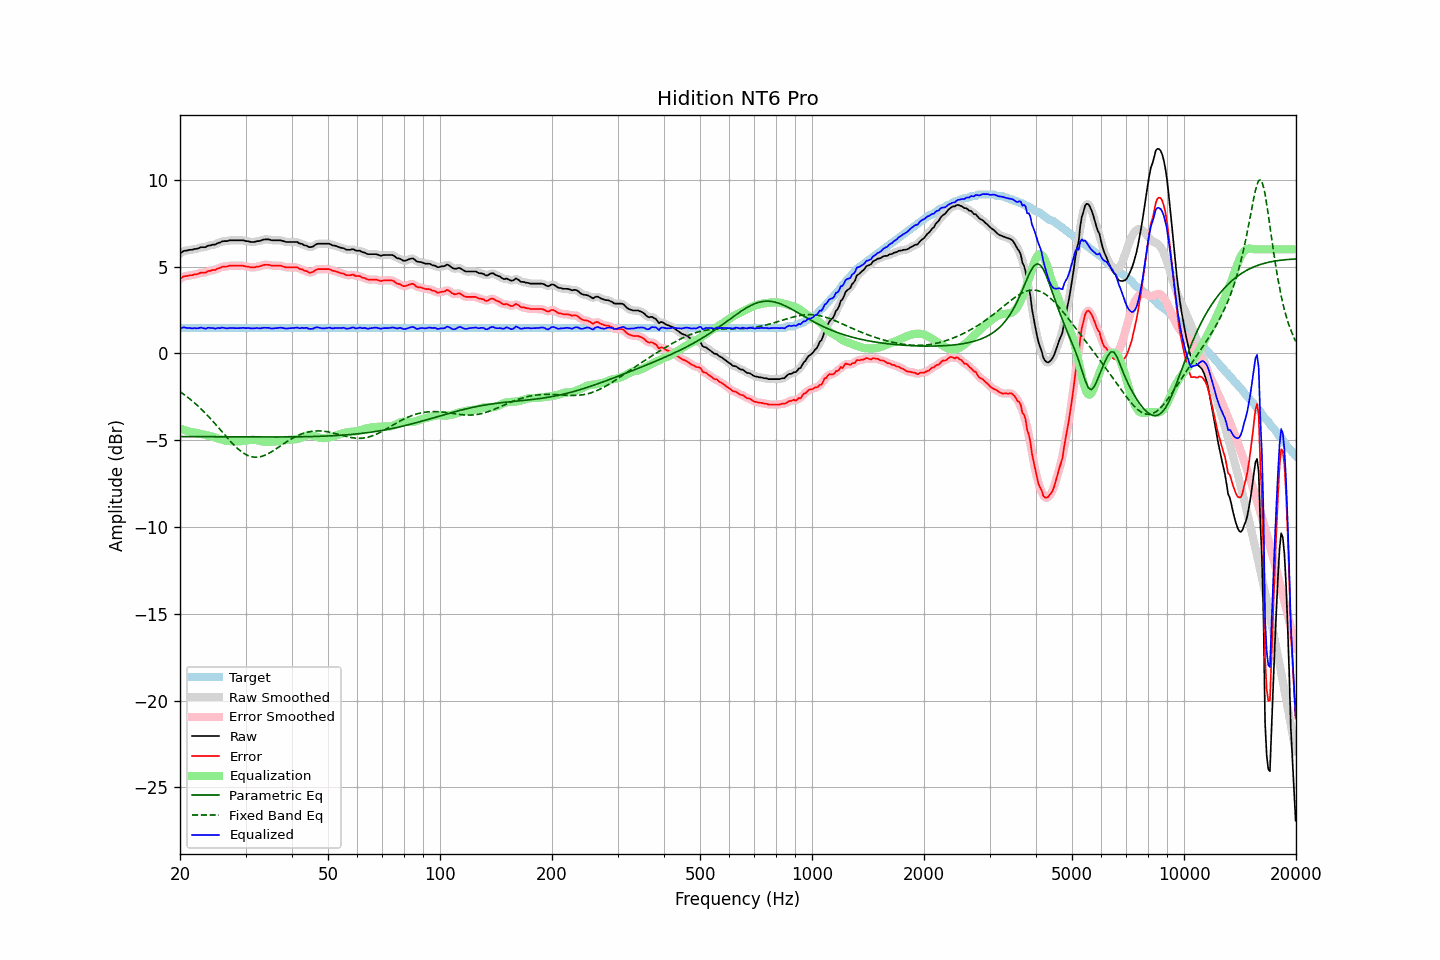 Hidition NT6 Pro
Amplitude (dBr)
10
5
0
−5
−10
−15
−20
−25
Target
Raw Smoothed
Error Smoothed
Raw
Error
Equalization
Parametric Eq
Fixed Band Eq
Equalized
20 50 100 200 500 1000 2000 5000 10000 20000
Frequency (Hz)